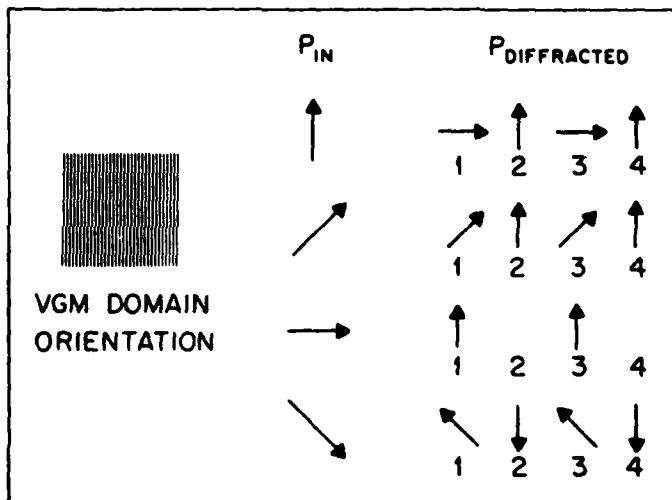 P_IN P_DIFFRACTED
1 2 3 4
1 2 3 4
VGM DOMAIN
ORIENTATION
1 2 3 4
1 2 3 4